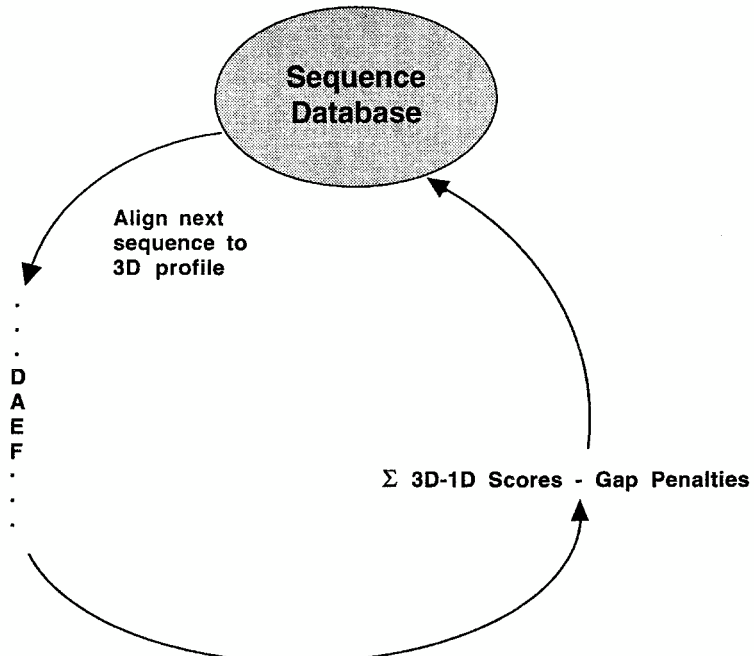 Sequence
Database
Align next
sequence to
3D profile
.
.
.
D
A
E
F
.
.
.
Σ 3D-1D Scores - Gap Penalties